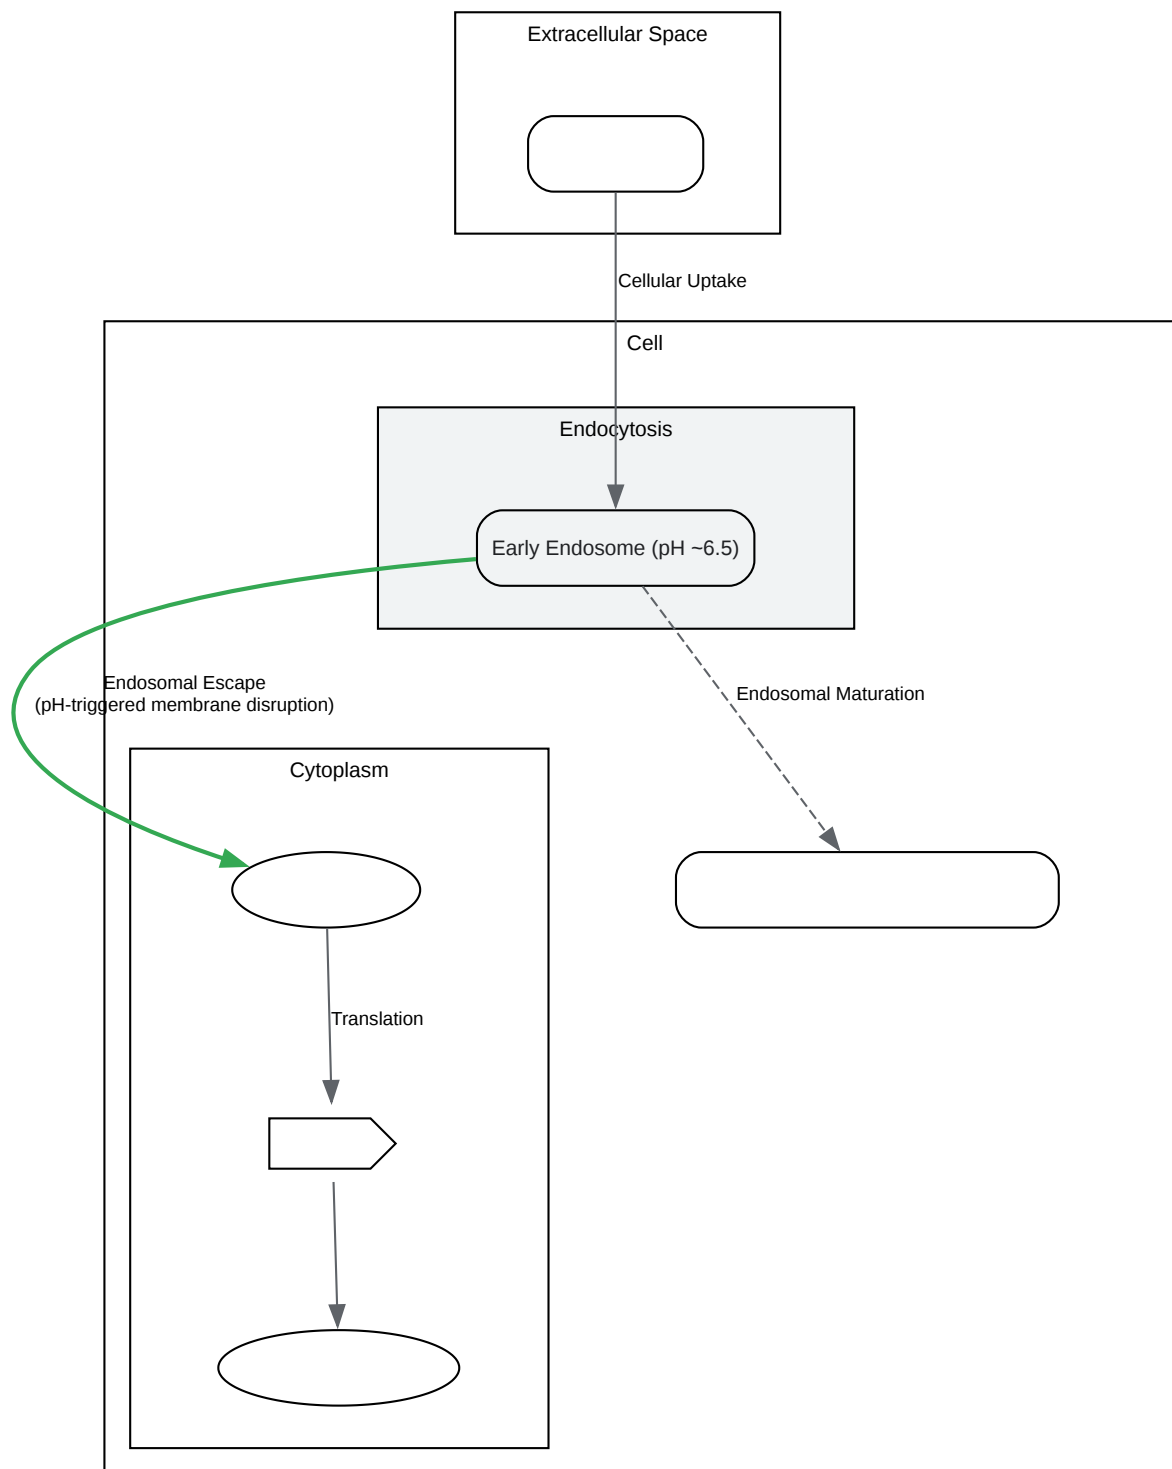 Extracellular Space
Cellular Uptake
Cell
Endocytosis
Early Endosome (pH ~6.5)
Endosomal Escape
(pH-triggered membrane disruption)
Endosomal Maturation
Cytoplasm
Translation